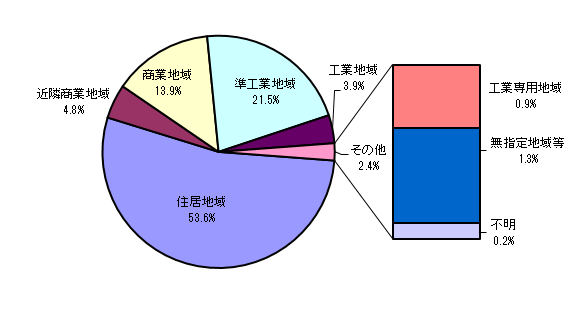 近隣商業地域
4.8%
商業地域
13.9%
準工業地域
21.5%
工業地域
3.9%
その他
2.4%
住居地域
53.6%
工業専用地域
0.9%
無指定地域等
1.3%
不明
0.2%